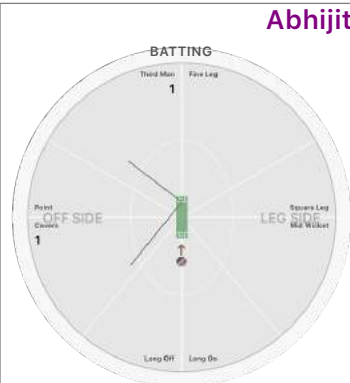 Abhijit
BATTING
Third Man
Fine Leg
1
Point
Square Leg
OFF SIDE
LEG SIDE
Covers
Mid Wicket
1
Long Off
Long On